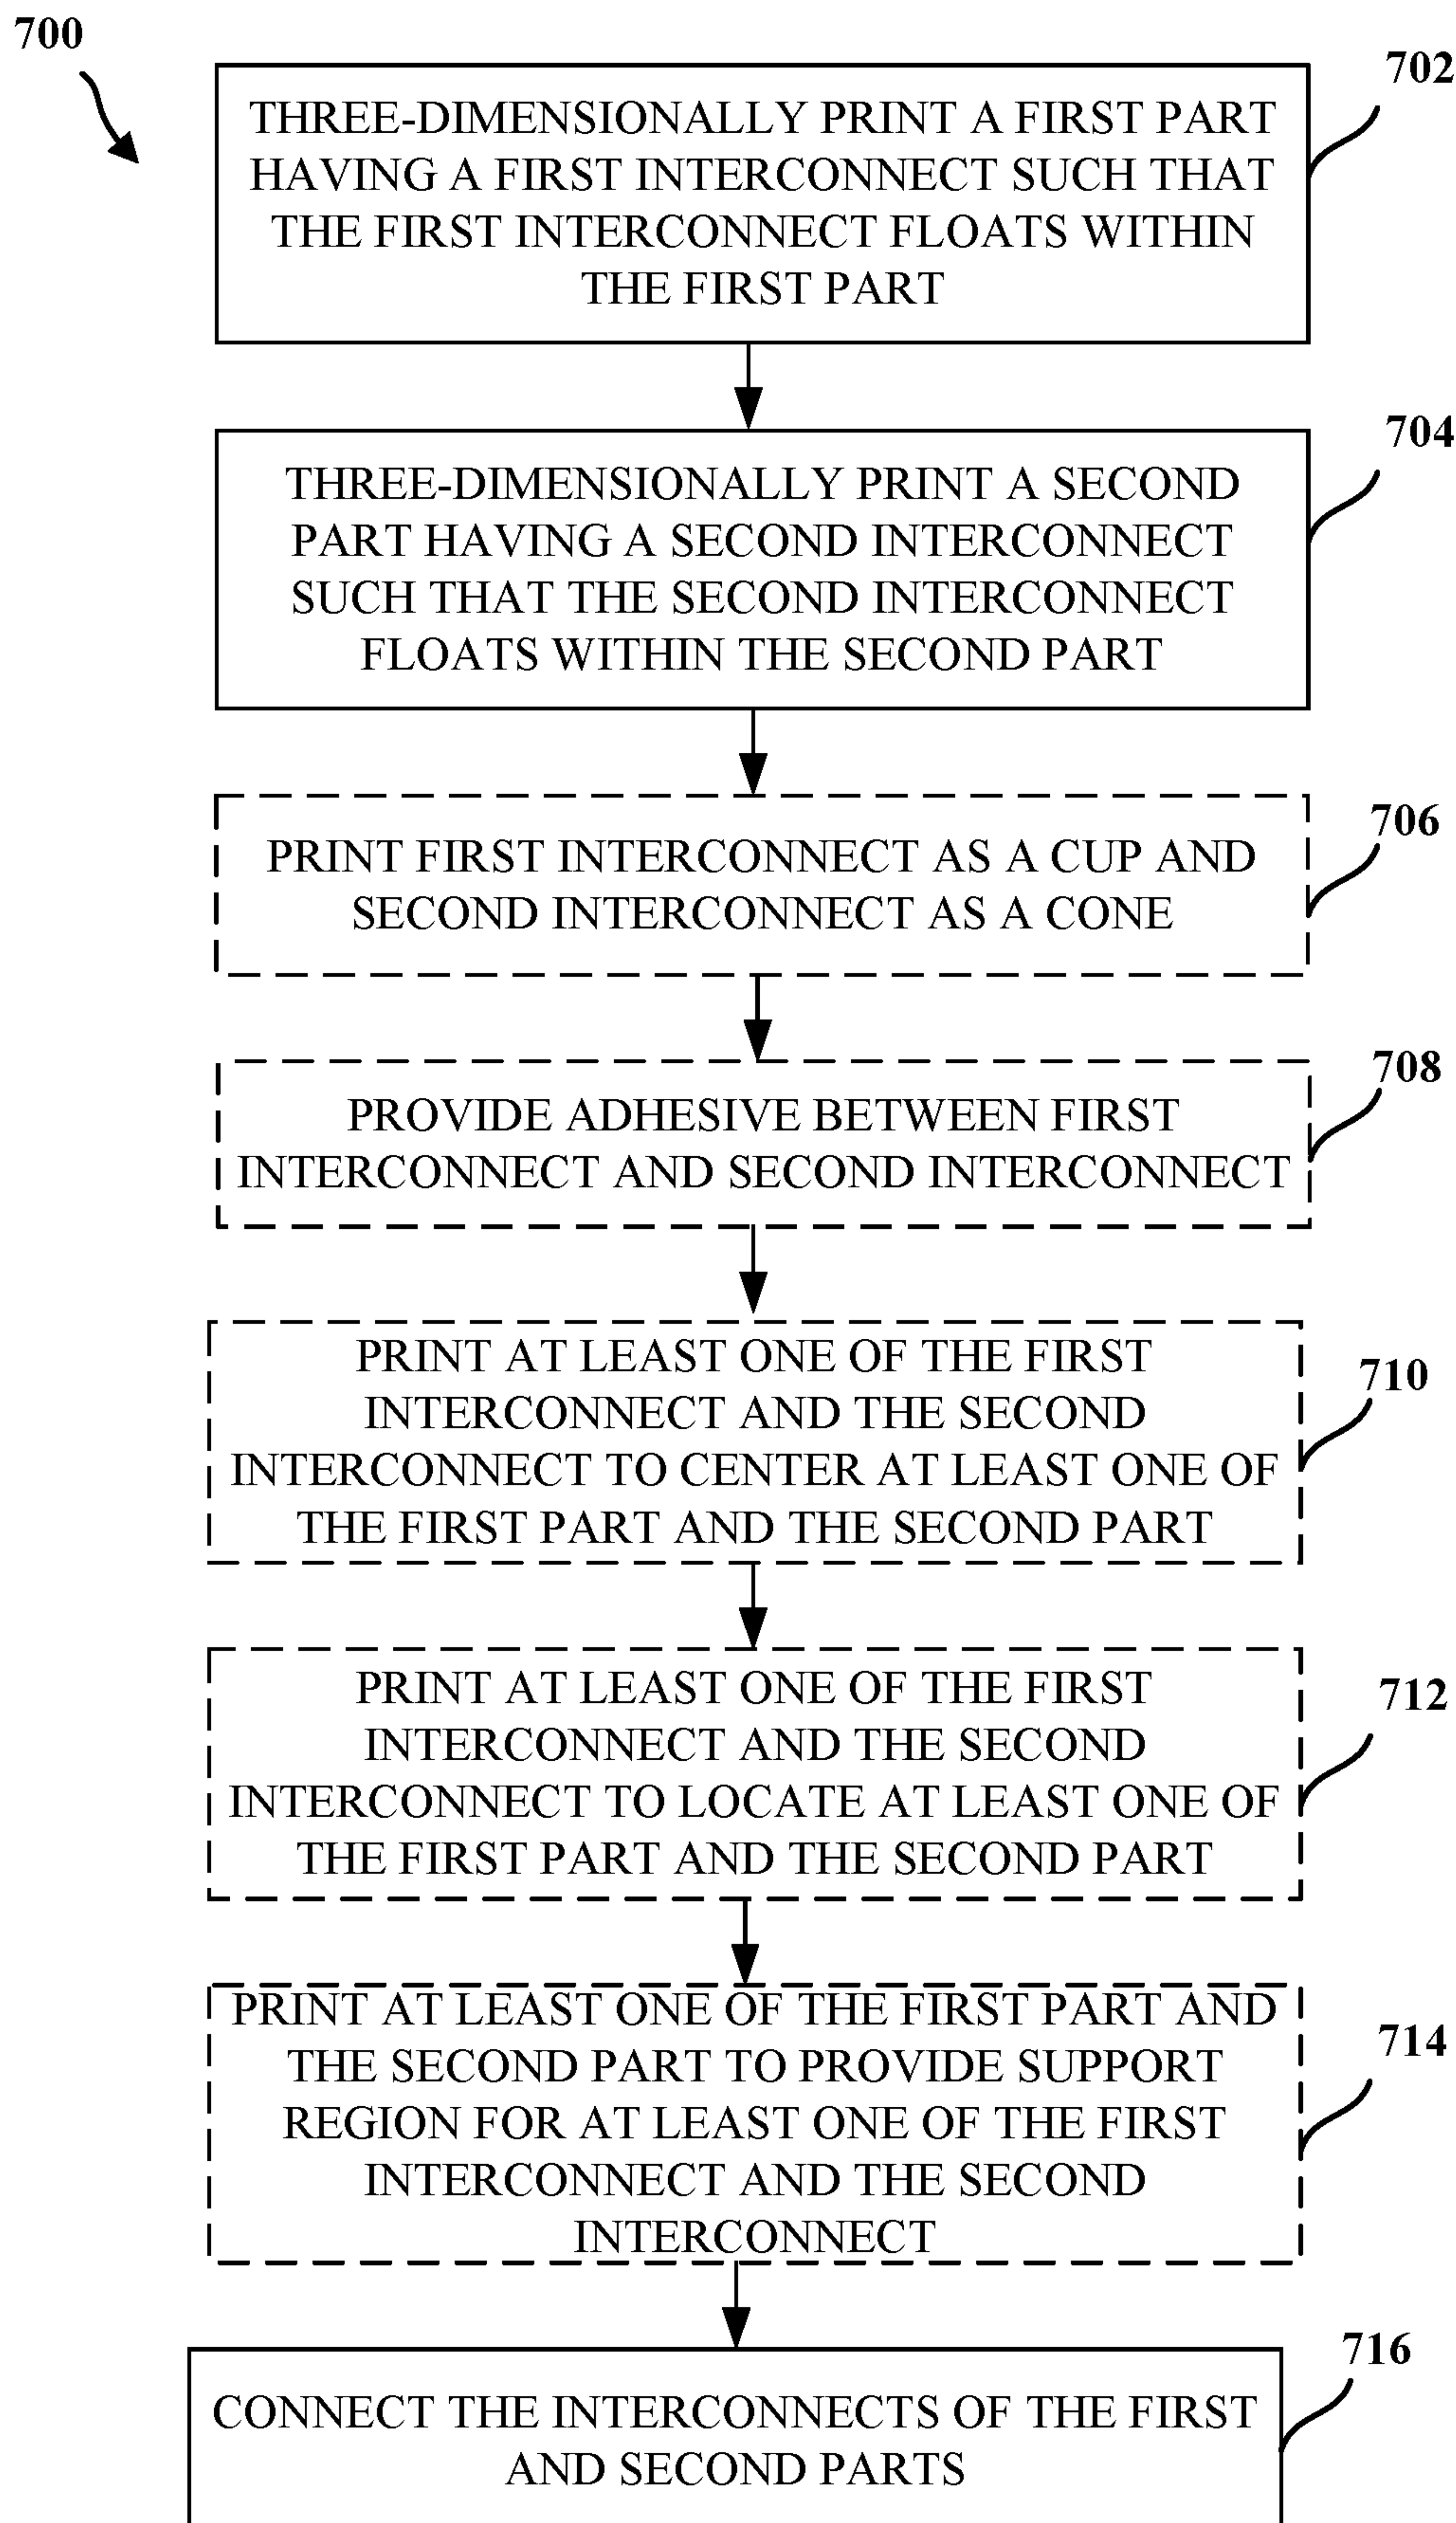 700
702
THREE-DIMENSIONALLY PRINT A FIRST PART
HAVING A FIRST INTERCONNECT SUCH THAT
THE FIRST INTERCONNECT FLOATS WITHIN
THE FIRST PART
704
THREE-DIMENSIONALLY PRINT A SECOND
PART HAVING A SECOND INTERCONNECT
SUCH THAT THE SECOND INTERCONNECT
FLOATS WITHIN THE SECOND PART
706
PRINT FIRST INTERCONNECT AS A CUP AND
SECOND INTERCONNECT AS A CONE
708
PROVIDE ADHESIVE BETWEEN FIRST
INTERCONNECT AND SECOND INTERCONNECT
710
PRINT AT LEAST ONE OF THE FIRST
INTERCONNECT AND THE SECOND
INTERCONNECT TO CENTER AT LEAST ONE OF
THE FIRST PART AND THE SECOND PART
712
PRINT AT LEAST ONE OF THE FIRST
INTERCONNECT AND THE SECOND
INTERCONNECT TO LOCATE AT LEAST ONE OF
THE FIRST PART AND THE SECOND PART
714
PRINT AT LEAST ONE OF THE FIRST PART AND
THE SECOND PART TO PROVIDE SUPPORT
REGION FOR AT LEAST ONE OF THE FIRST
INTERCONNECT AND THE SECOND
INTERCONNECT
716
CONNECT THE INTERCONNECTS OF THE FIRST
AND SECOND PARTS